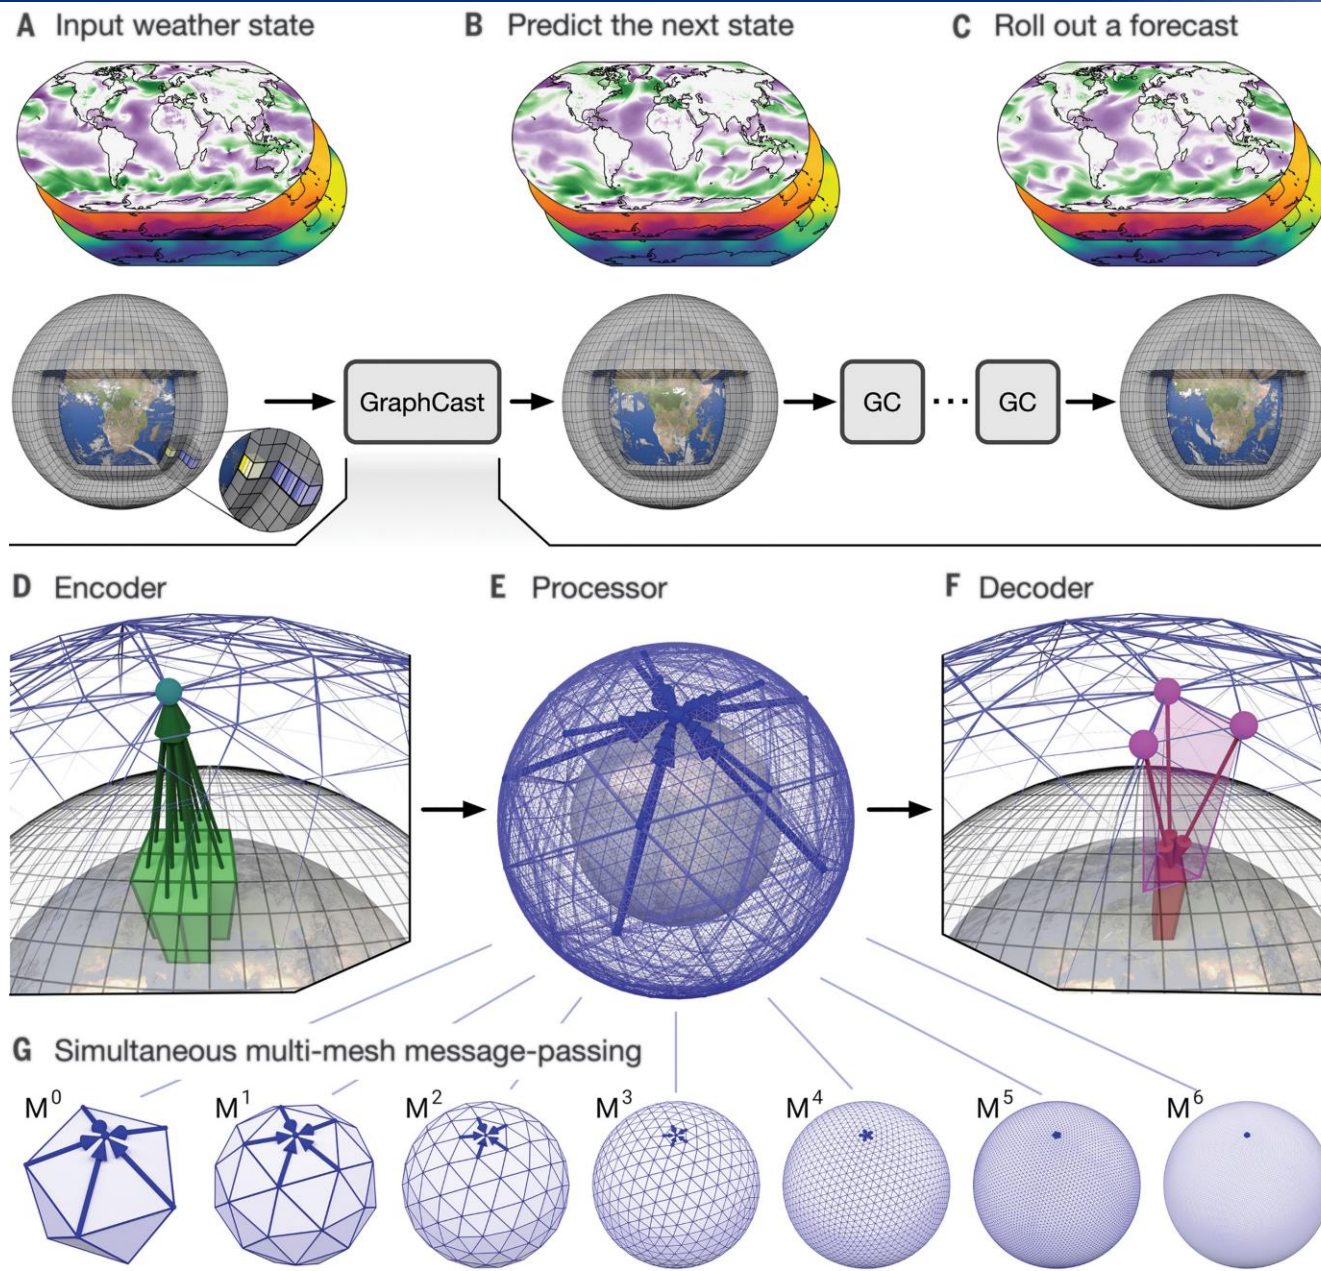 A Input weather state
B Predict the next state
C Roll out a forecast
GraphCast
GC ··· GC
D Encoder
E Processor
F Decoder
G Simultaneous multi-mesh message-passing
M⁰
M¹
M²
M³
M⁴
M⁵
M⁶